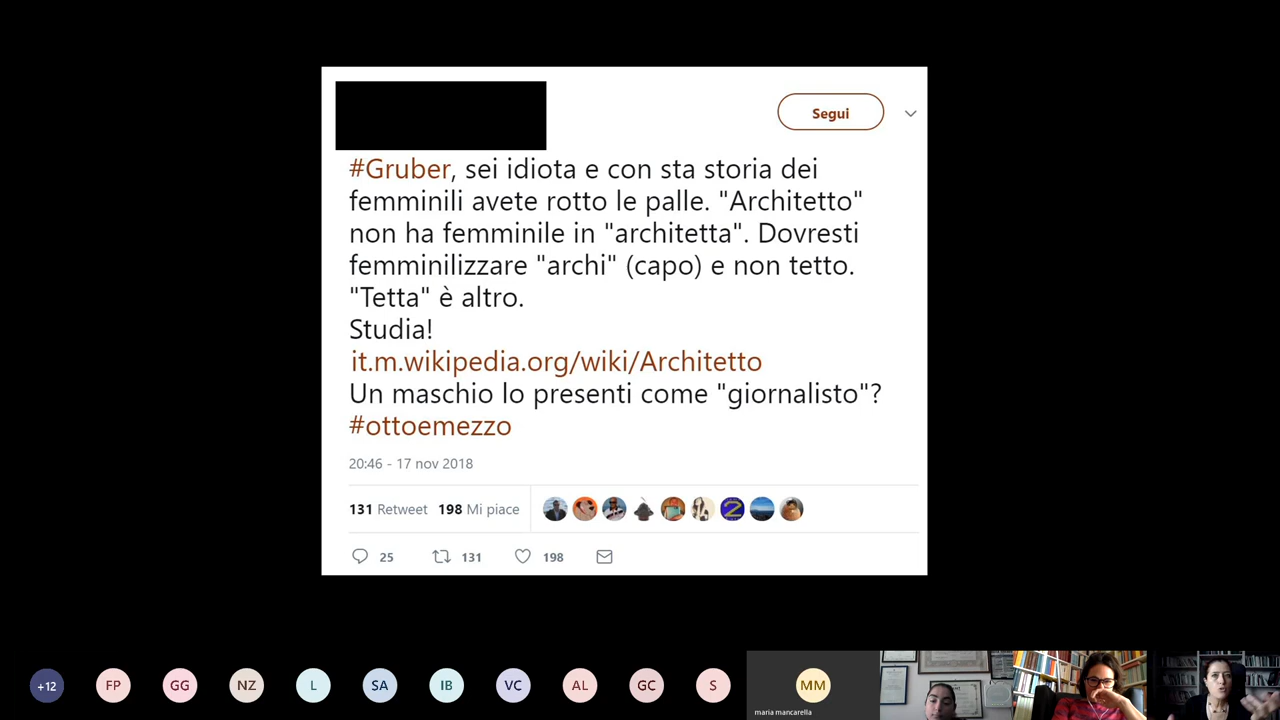 Segui
#Gruber, sei idiota e con sta storia dei
femminili avete rotto le palle. "Architetto"
non ha femminile in "architetta". Dovresti
femminilizzare "archi" (capo) e non tetto.
"Tetta" è altro.
Studia!
it.m.wikipedia.org/wiki/Architetto
Un maschio lo presenti come "giornalisto"?
#ottoemezzo
20:46 - 17 nov 2018
131 Retweet 198 Mi piace
2
25 131 198
+12 FP GG NZ L SA IB VC AL GC S MM
maria mancarella